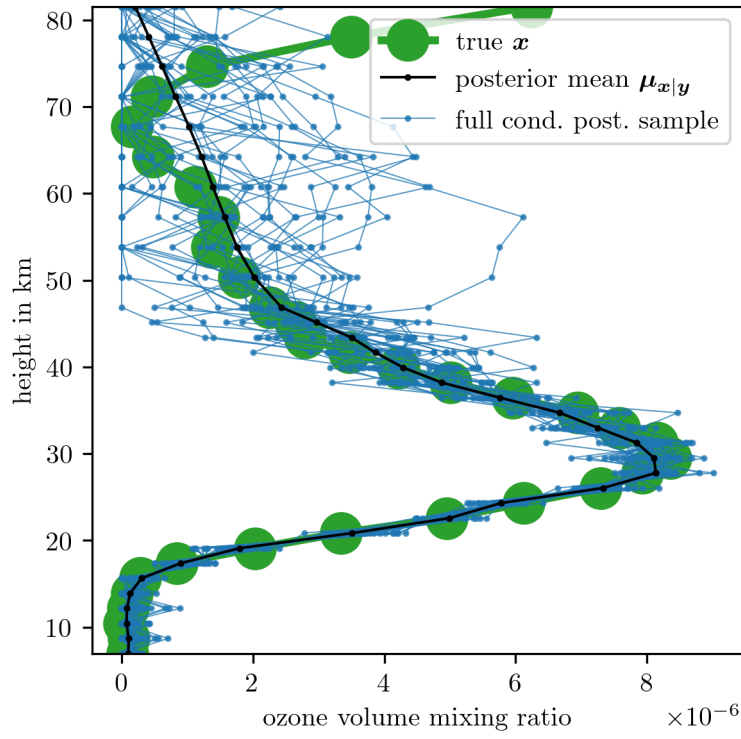 80
70
60
50
40
30
20
10
height in km
true x
posterior mean μx|y
full cond. post. sample
0 2 4 6 8
ozone volume mixing ratio ×10⁻⁶